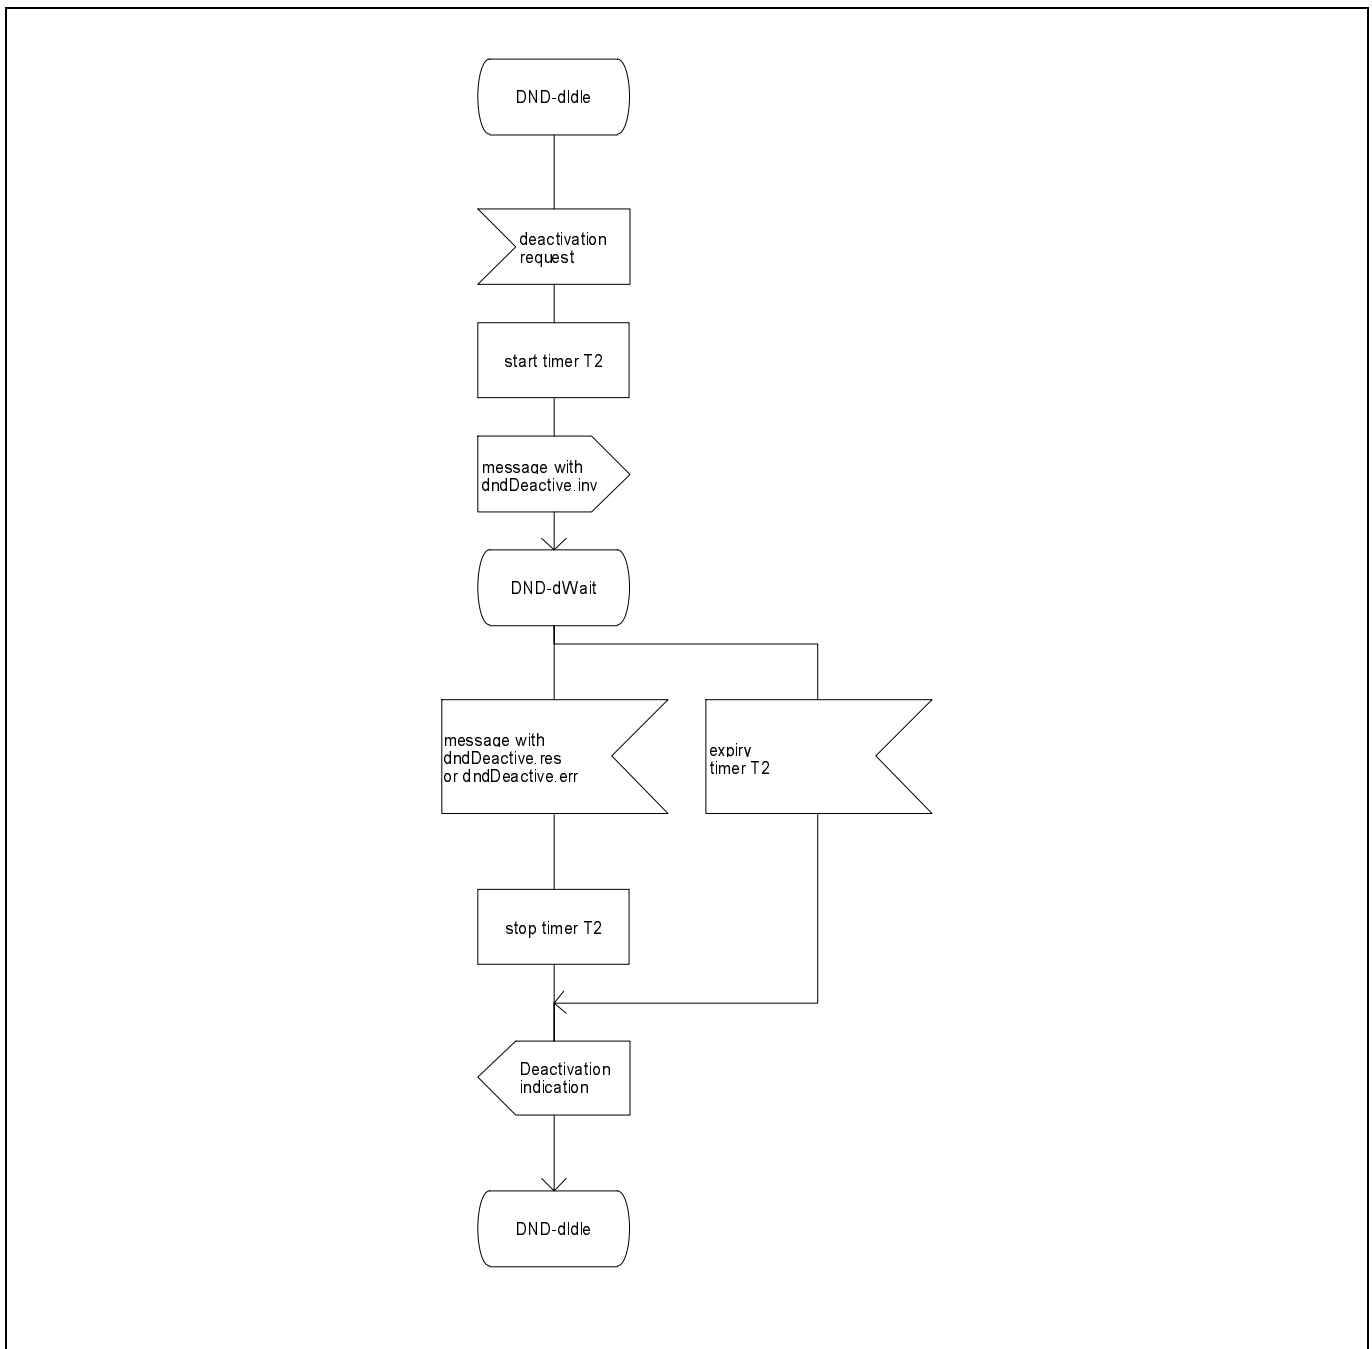 DND-dIdle
deactivation
request
start timer T2
message with
dndDeactive.inv
DND-dWait
message with
dndDeactive.res
or dndDeactive.err
expiry
timer T2
stop timer T2
Deactivation
indication
DND-dIdle